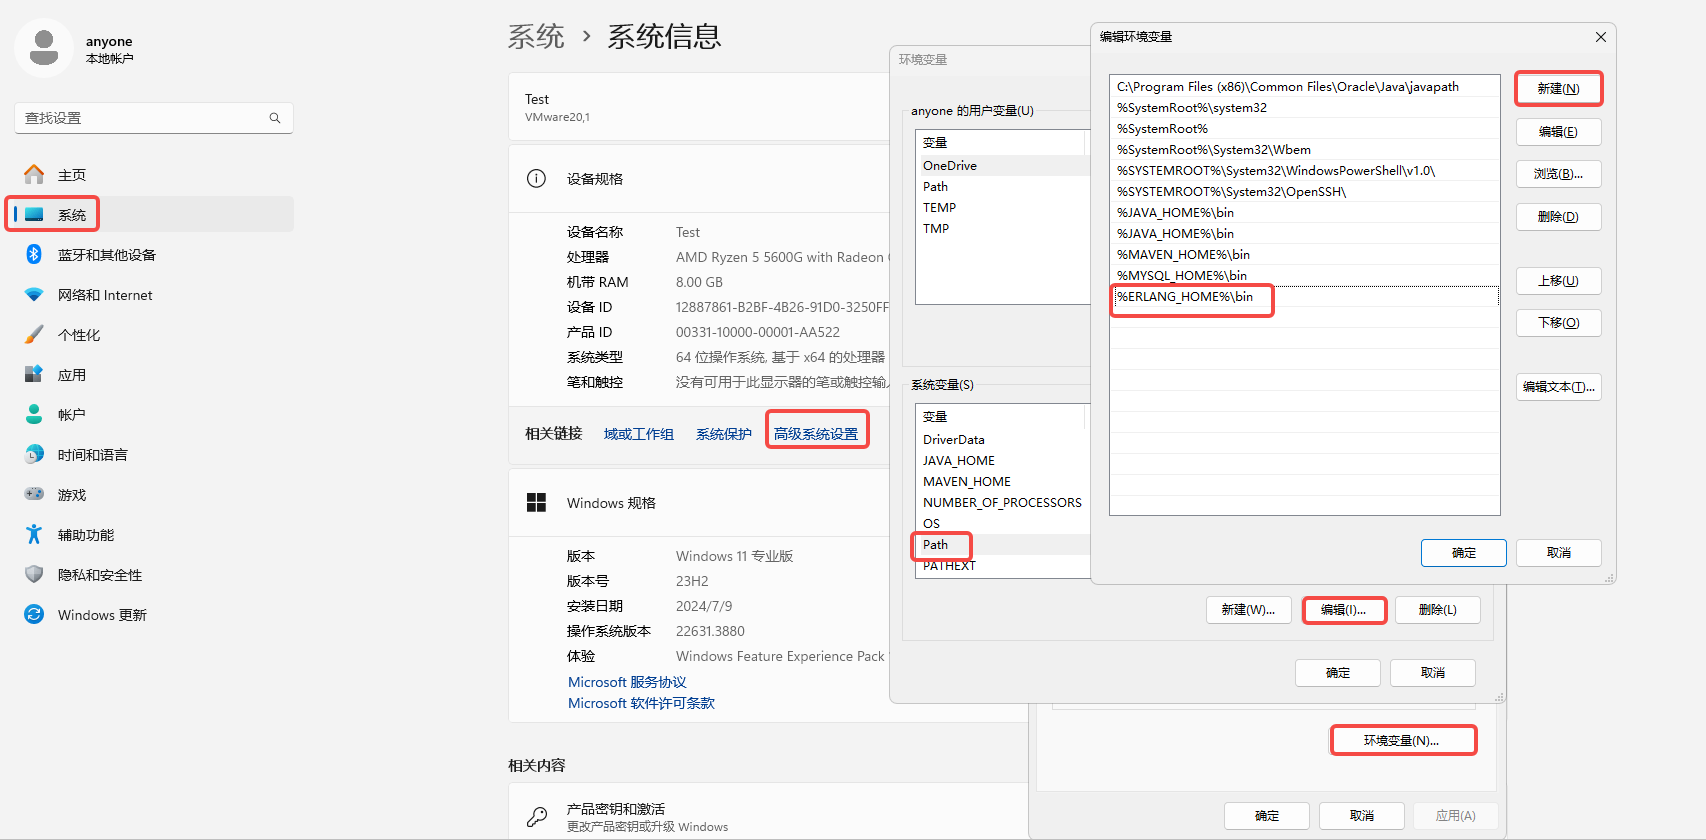 anyone
本地帐户
查找设置
主页
系统
蓝牙和其他设备
网络和 Internet
个性化
应用
帐户
时间和语言
游戏
辅助功能
隐私和安全性
Windows 更新
系统 › 系统信息
Test
VMware20,1
设备规格
设备名称 Test
处理器 AMD Ryzen 5 5600G with Radeon
机带 RAM 8.00 GB
设备 ID 12887861-B2BF-4B26-91D0-3250FF
产品 ID 00331-10000-00001-AA522
系统类型 64 位操作系统, 基于 x64 的处理器
笔和触控 没有可用于此显示器的笔或触控输
相关链接 域或工作组 系统保护 高级系统设置
Windows 规格
版本 Windows 11 专业版
版本号 23H2
安装日期 2024/7/9
操作系统版本 22631.3880
体验 Windows Feature Experience Pack
Microsoft 服务协议
Microsoft 软件许可条款
相关内容
产品密钥和激活
更改产品密钥或升级 Windows
环境变量
anyone 的用户变量(U)
变量
OneDrive
Path
TEMP
TMP
系统变量(S)
变量
DriverData
JAVA_HOME
MAVEN_HOME
NUMBER_OF_PROCESSORS
OS
Path
PATHEXT
新建(W)... 编辑(I)... 删除(L)
确定 取消
环境变量(N)...
确定 取消 应用(A)
编辑环境变量
C:\Program Files (x86)\Common Files\Oracle\Java\javapath
%SystemRoot%\system32
%SystemRoot%
%SystemRoot%\System32\Wbem
%SYSTEMROOT%\System32\WindowsPowerShell\v1.0\
%SYSTEMROOT%\System32\OpenSSH\
%JAVA_HOME%\bin
%JAVA_HOME%\bin
%MAVEN_HOME%\bin
%MYSQL_HOME%\bin
%ERLANG_HOME%\bin
新建(N)
编辑(E)
浏览(B)...
删除(D)
上移(U)
下移(O)
编辑文本(T)...
确定 取消